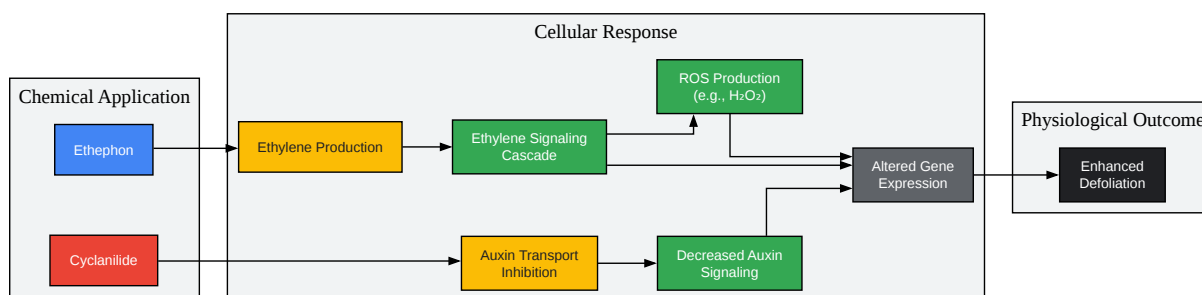 Cellular Response
Chemical Application
ROS Production
(e.g., H₂O₂)
Physiological Outcome
Ethephon
Ethylene Production
Ethylene Signaling
Cascade
Altered Gene
Expression
Enhanced
Defoliation
Cyclanilide
Auxin Transport
Inhibition
Decreased Auxin
Signaling